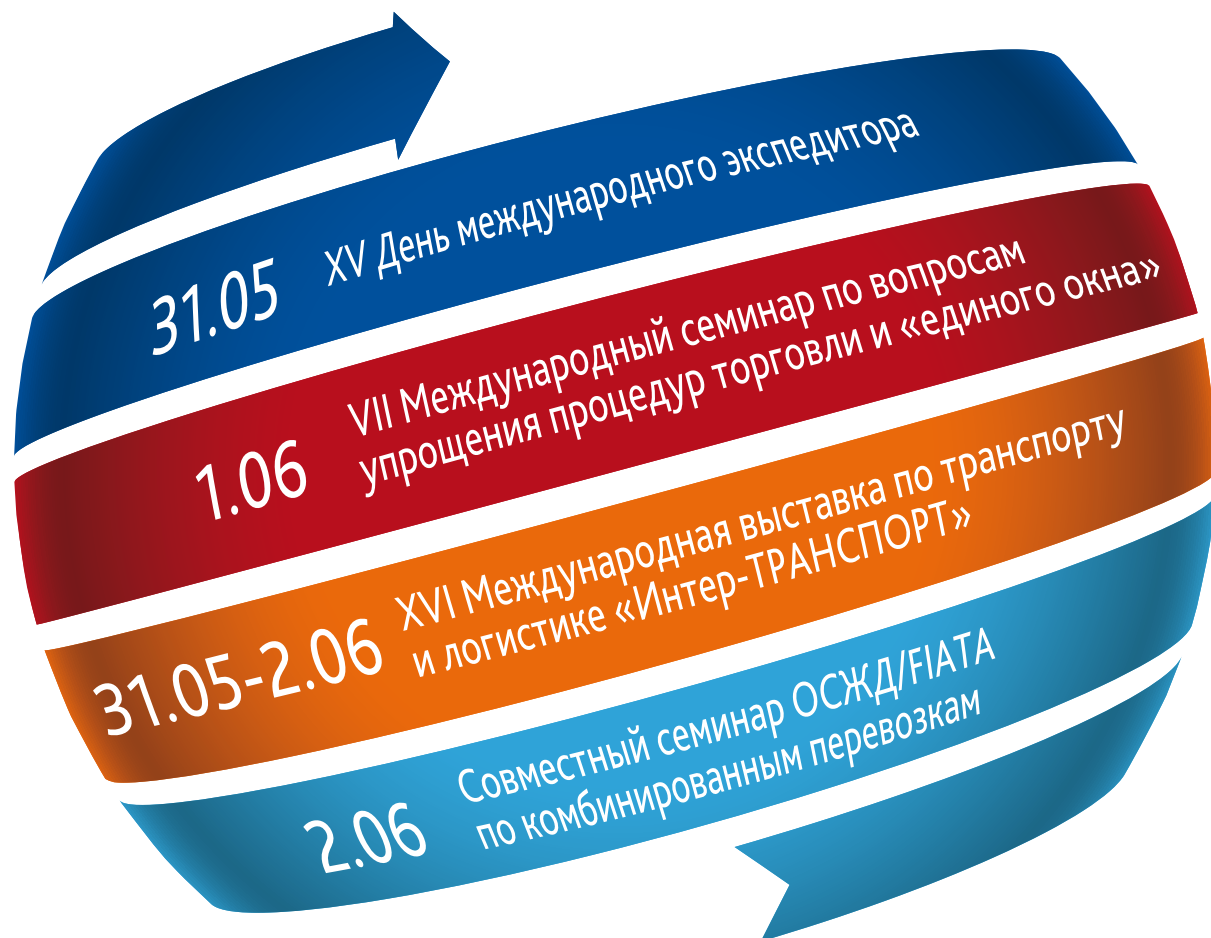 31.05
XV День международного экспедитора
1.06
VII Международный семинар по вопросам
упрощения процедур торговли и «единого окна»
31.05-2.06
XVI Международная выставка по транспорту
и логистике «Интер-ТРАНСПОРТ»
2.06
Совместный семинар ОСЖД/FIATA
по комбинированным перевозкам